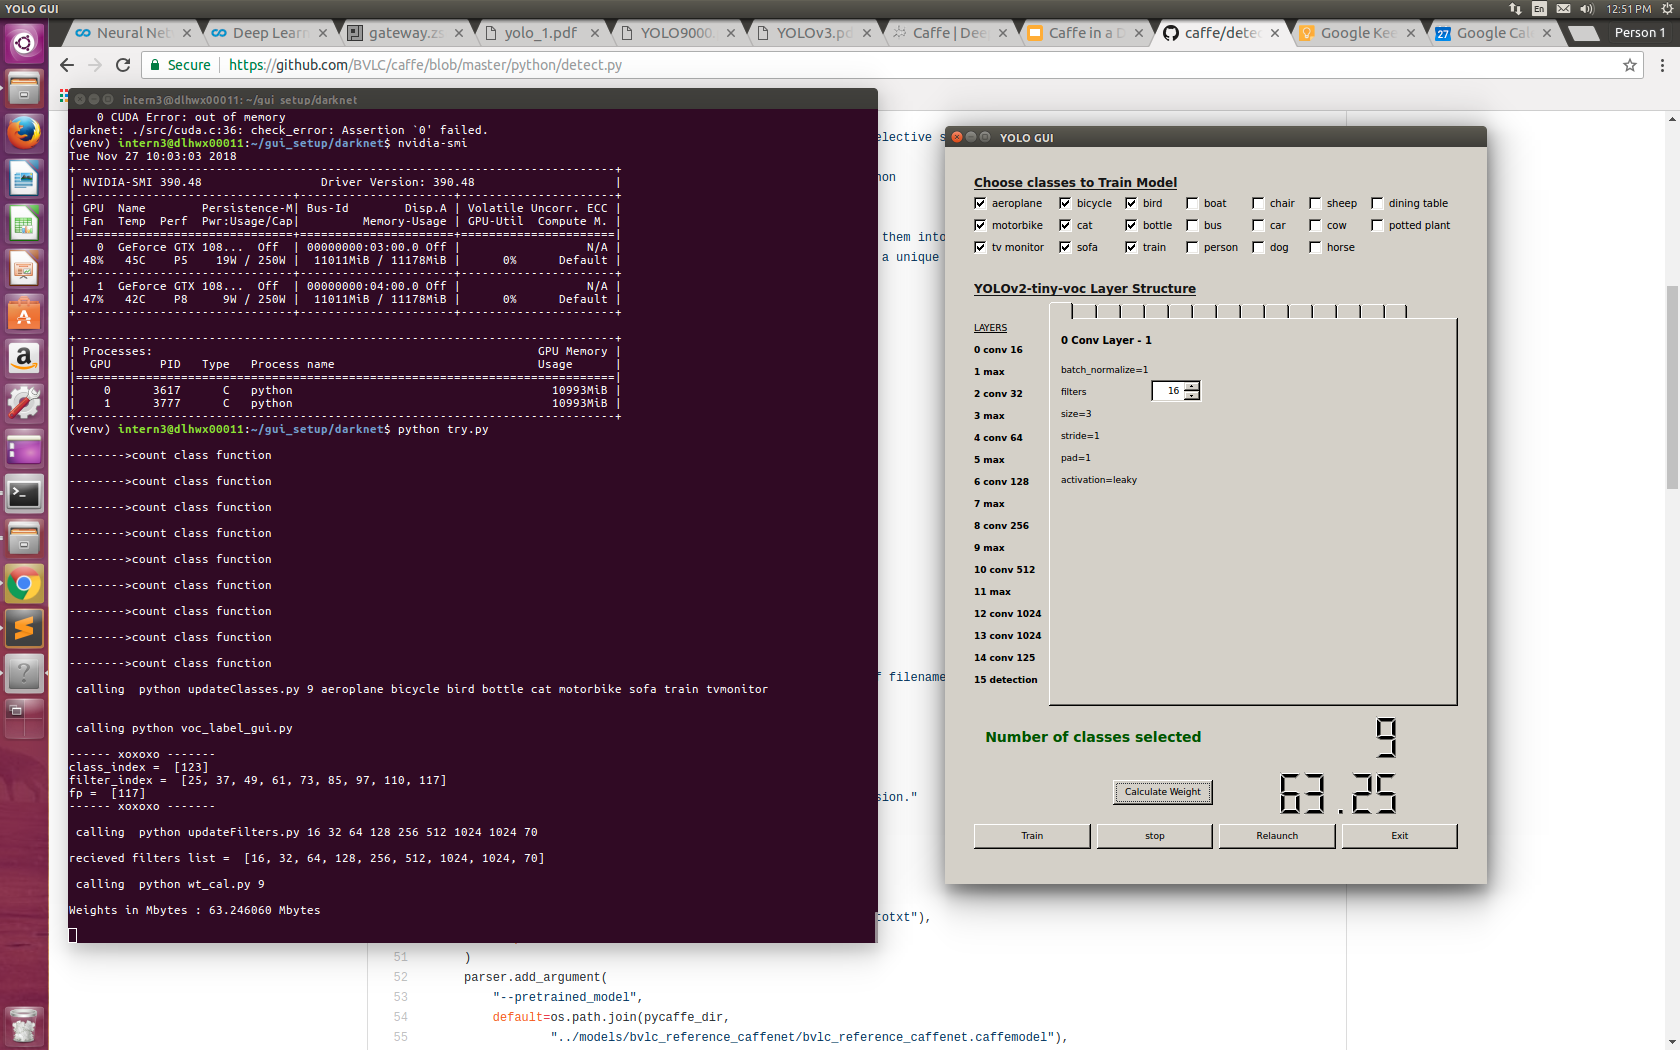 YOLO GUI
En
12:51 PM
Neural Net
Deep Learn
gateway.zs
yolo_1.pdf
YOLO9000.
YOLOv3.pd
Caffe | Dee
Caffe in a D
caffe/dete
Google Kee
27 Google Cal
Person 1
Secure https://github.com/BVLC/caffe/blob/master/python/detect.py
intern3@dlhwx00011: ~/gui_setup/darknet
0 CUDA Error: out of memory
darknet: ./src/cuda.c:36: check_error: Assertion `0' failed.
(venv) intern3@dlhwx00011:~/gui_setup/darknet$ nvidia-smi
Tue Nov 27 10:03:03 2018
+-----------------------------------------------------------------------------+
| NVIDIA-SMI 390.48                 Driver Version: 390.48                    |
|-------------------------------+----------------------+----------------------+
| GPU  Name        Persistence-M| Bus-Id        Disp.A | Volatile Uncorr. ECC |
| Fan  Temp  Perf  Pwr:Usage/Cap|         Memory-Usage | GPU-Util  Compute M. |
|===============================+======================+======================|
|   0  GeForce GTX 108...  Off  | 00000000:03:00.0 Off |                  N/A |
| 48%   45C    P5    19W / 250W |  11011MiB / 11178MiB |      0%      Default |
+-------------------------------+----------------------+----------------------+
|   1  GeForce GTX 108...  Off  | 00000000:04:00.0 Off |                  N/A |
| 47%   42C    P8     9W / 250W |  11011MiB / 11178MiB |      0%      Default |
+-------------------------------+----------------------+----------------------+
+-----------------------------------------------------------------------------+
| Processes:                                                       GPU Memory |
|  GPU       PID   Type   Process name                             Usage      |
|=============================================================================|
|    0      3617      C   python                                     10993MiB |
|    1      3777      C   python                                     10993MiB |
+-----------------------------------------------------------------------------+
(venv) intern3@dlhwx00011:~/gui_setup/darknet$ python try.py
-------->count class function
-------->count class function
-------->count class function
-------->count class function
-------->count class function
-------->count class function
-------->count class function
-------->count class function
-------->count class function
calling  python updateClasses.py 9 aeroplane bicycle bird bottle cat motorbike sofa train tvmonitor
calling python voc_label_gui.py
------ xoxoxo -------
class_index =  [123]
filter_index =  [25, 37, 49, 61, 73, 85, 97, 110, 117]
fp =  [117]
------ xoxoxo -------
calling  python updateFilters.py 16 32 64 128 256 512 1024 1024 70
recieved filters list =  [16, 32, 64, 128, 256, 512, 1024, 1024, 70]
calling  python wt_cal.py 9
Weights in Mbytes : 63.246060 Mbytes
elective s
non
them into
a unique
f filename
sion."
totxt"),
51 )
52 parser.add_argument(
53 "--pretrained_model",
54 default=os.path.join(pycaffe_dir,
55 "../models/bvlc_reference_caffenet/bvlc_reference_caffenet.caffemodel"),
YOLO GUI
Choose classes to Train Model
aeroplane bicycle bird boat chair sheep dining table
motorbike cat bottle bus car cow potted plant
tv monitor sofa train person dog horse
YOLOv2-tiny-voc Layer Structure
LAYERS
0 conv 16
1 max
2 conv 32
3 max
4 conv 64
5 max
6 conv 128
7 max
8 conv 256
9 max
10 conv 512
11 max
12 conv 1024
13 conv 1024
14 conv 125
15 detection
0 Conv Layer - 1
batch_normalize=1
filters 16
size=3
stride=1
pad=1
activation=leaky
Number of classes selected 9
Calculate Weight 63.25
Train stop Relaunch Exit